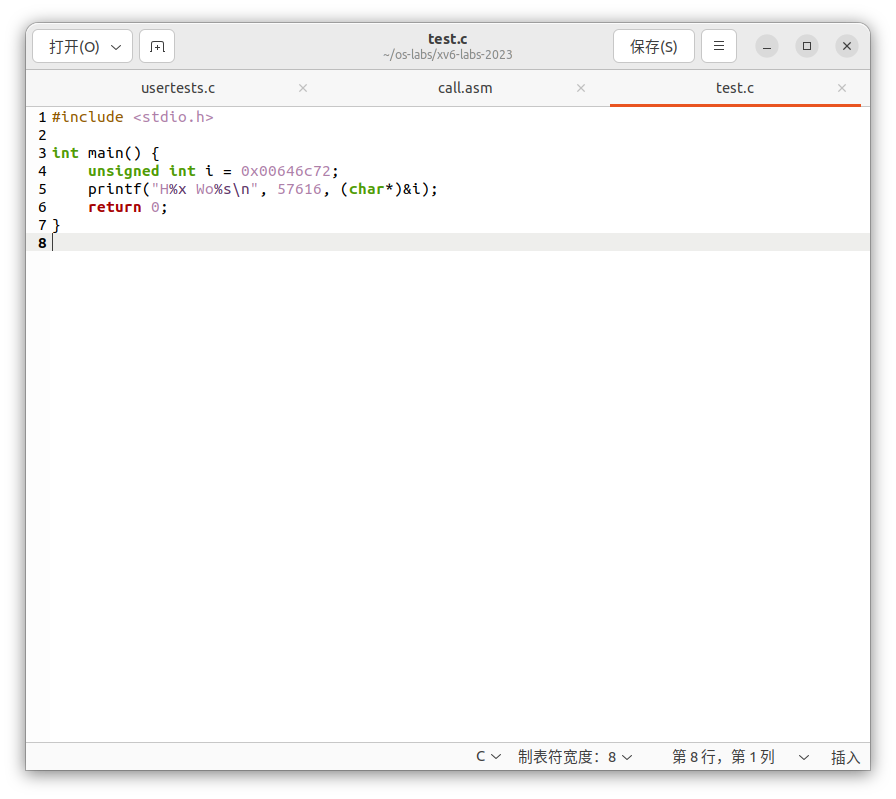 打开(O)
test.c
~/os-labs/xv6-labs-2023
保存(S)
usertests.c
call.asm
test.c
1 #include <stdio.h>
2
3 int main() {
4     unsigned int i = 0x00646c72;
5     printf("H%x Wo%s\n", 57616, (char*)&i);
6     return 0;
7 }
8
C
制表符宽度：8
第 8 行，第 1 列
插入